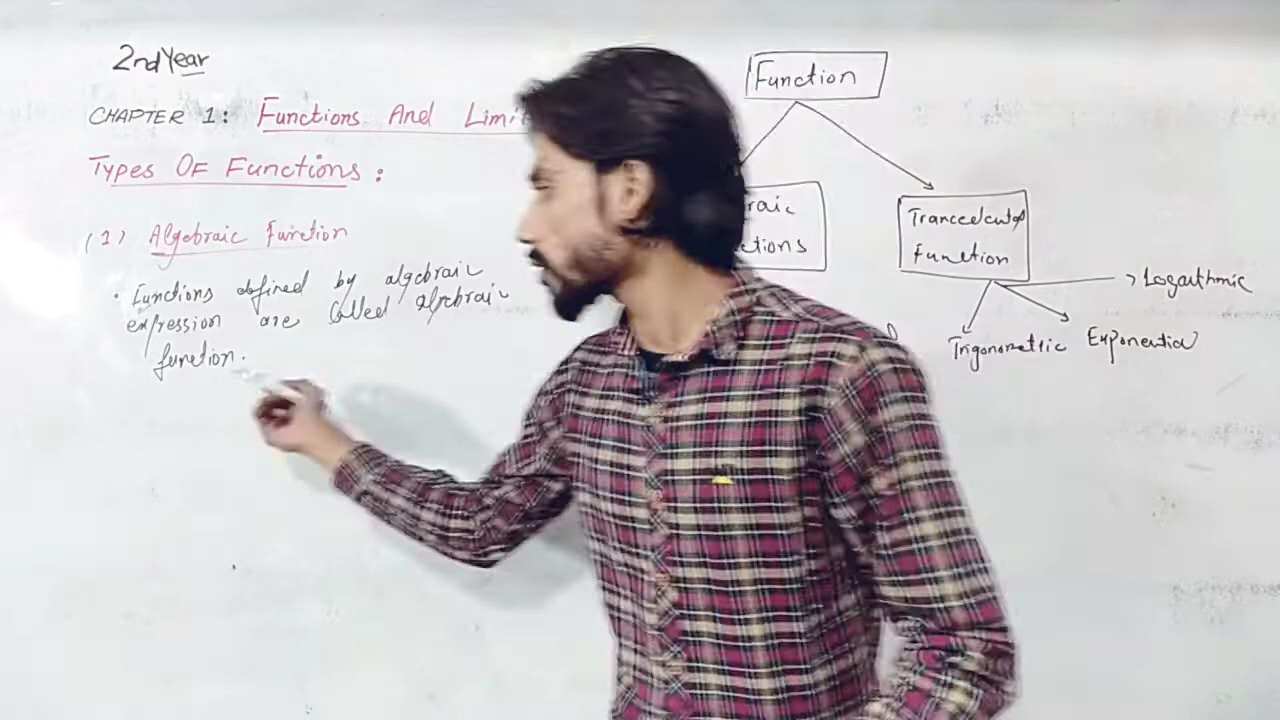 2nd Year
CHAPTER 1: Functions And Limit
TYPES OF FUNCTIONS:
(1) Algebraic Function
• Functions defined by algebraic
expression are Called algebraic
function.
Function
raic
ctions
Function
Logarithmic
Trigonometric Exponential